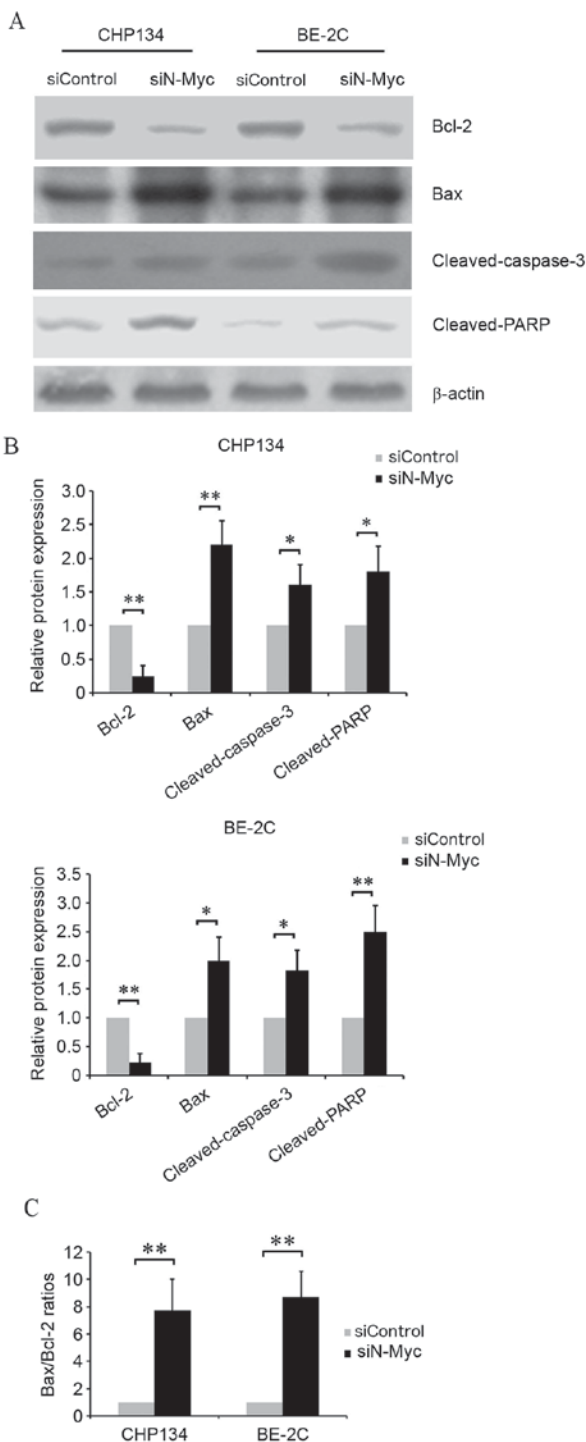 A
CHP134 BE-2C
siControl siN-Myc siControl siN-Myc
Bcl-2
Bax
Cleaved-caspase-3
Cleaved-PARP
β-actin
B
CHP134
siControl
siN-Myc
Relative protein expression
3.0
2.5
2.0
1.5
1.0
0.5
0
**
**
*
*
Bcl-2
Bax
Cleaved-caspase-3
Cleaved-PARP
BE-2C
siControl
siN-Myc
Relative protein expression
3.5
3.0
2.5
2.0
1.0
0.5
0
**
*
*
**
Bcl-2
Bax
Cleaved-caspase-3
Cleaved-PARP
C
Bax/Bcl-2 ratios
12
10
8
6
4
2
0
**
**
siControl
siN-Myc
CHP134 BE-2C